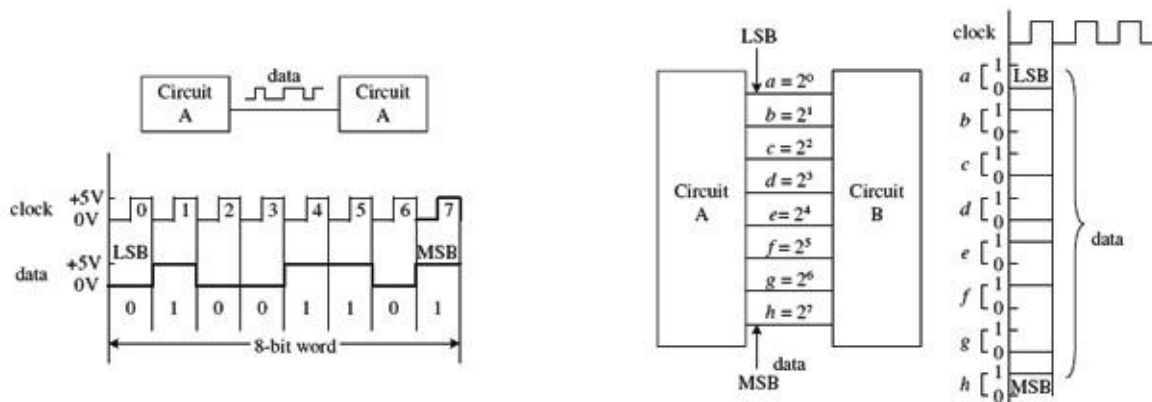 data
Circuit
A
Circuit
A
clock
+5V
0V
0 1 2 3 4 5 6 7
LSB
MSB
data
+5V
0V
0 1 0 0 1 1 0 1
8-bit word
LSB
Circuit
A
a = 2⁰
b = 2¹
c = 2²
d = 2³
e = 2⁴
f = 2⁵
g = 2⁶
h = 2⁷
Circuit
B
data
MSB
clock
a [ 1
0
LSB
b [ 1
0
c [ 1
0
d [ 1
0
e [ 1
0
f [ 1
0
g [ 1
0
h [ 1
0
MSB
data